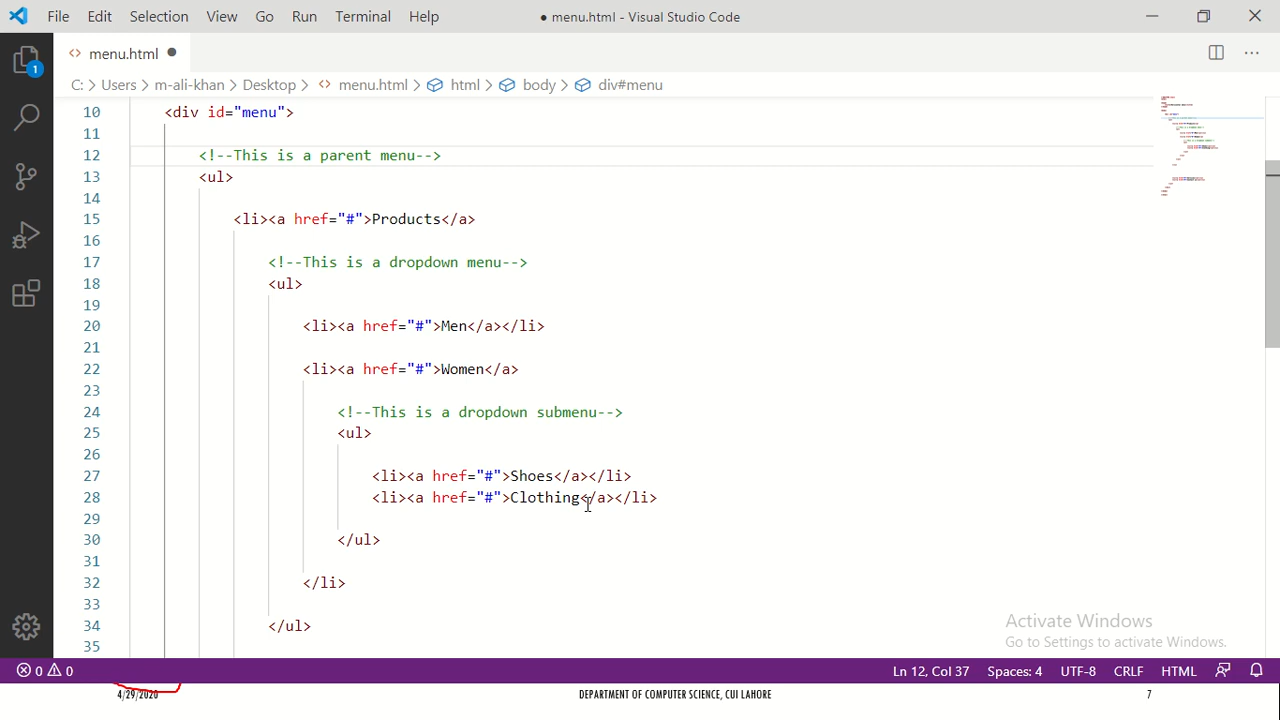 File Edit Selection View Go Run Terminal Help ● menu.html - Visual Studio Code
<> menu.html ●
C: > Users > m-ali-khan > Desktop > <> menu.html > html > body > div#menu
1
10 <div id="menu">
11
12 <!--This is a parent menu-->
13 <ul>
14
15 <li><a href="#">Products</a>
16
17 <!--This is a dropdown menu-->
18 <ul>
19
20 <li><a href="#">Men</a></li>
21
22 <li><a href="#">Women</a>
23
24 <!--This is a dropdown submenu-->
25 <ul>
26
27 <li><a href="#">Shoes</a></li>
28 <li><a href="#">Clothing</a></li>
29
30 </ul>
31
32 </li>
33
34 </ul>
35
Activate Windows
Go to Settings to activate Windows.
0 0 Ln 12, Col 37 Spaces: 4 UTF-8 CRLF HTML
4/29/2020 DEPARTMENT OF COMPUTER SCIENCE, CUI LAHORE 7